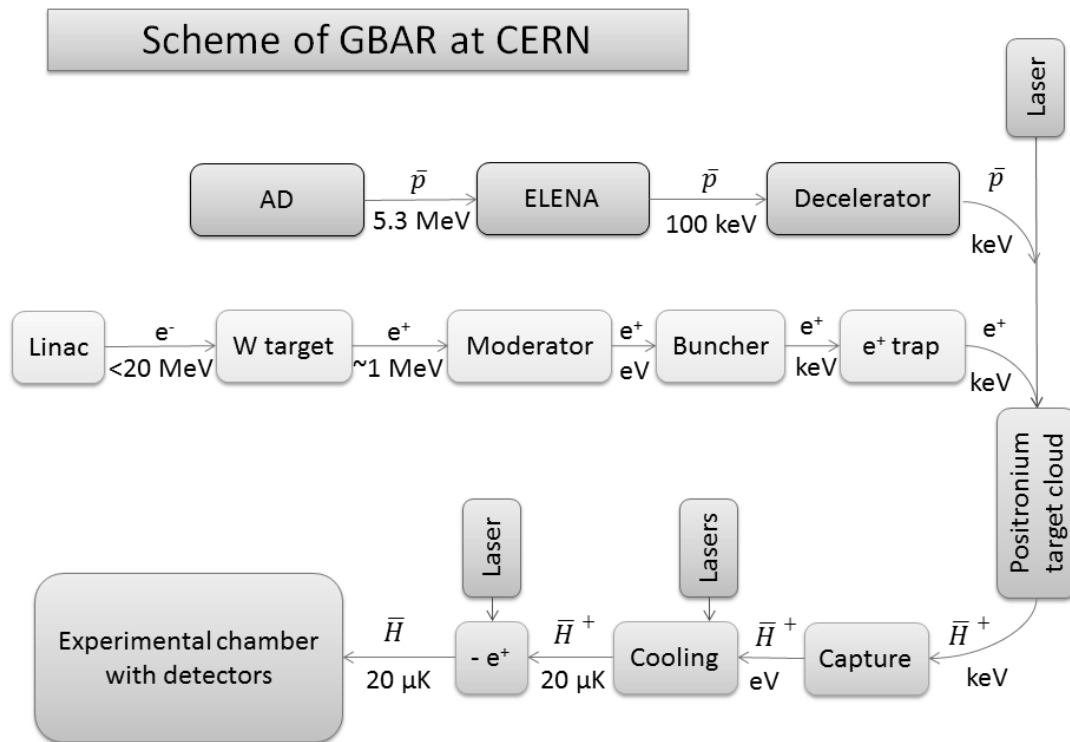 Scheme of GBAR at CERN
Laser
AD
p̄
5.3 MeV
ELENA
p̄
100 keV
Decelerator
p̄
keV
Linac
e⁻
<20 MeV
W target
e⁺
~1 MeV
Moderator
e⁺
eV
Buncher
e⁺
keV
e⁺ trap
e⁺
keV
Positronium
target cloud
H̄⁺
keV
Capture
H̄⁺
eV
Lasers
Cooling
H̄⁺
20 µK
Laser
- e⁺
H̄
20 µK
Experimental chamber
with detectors